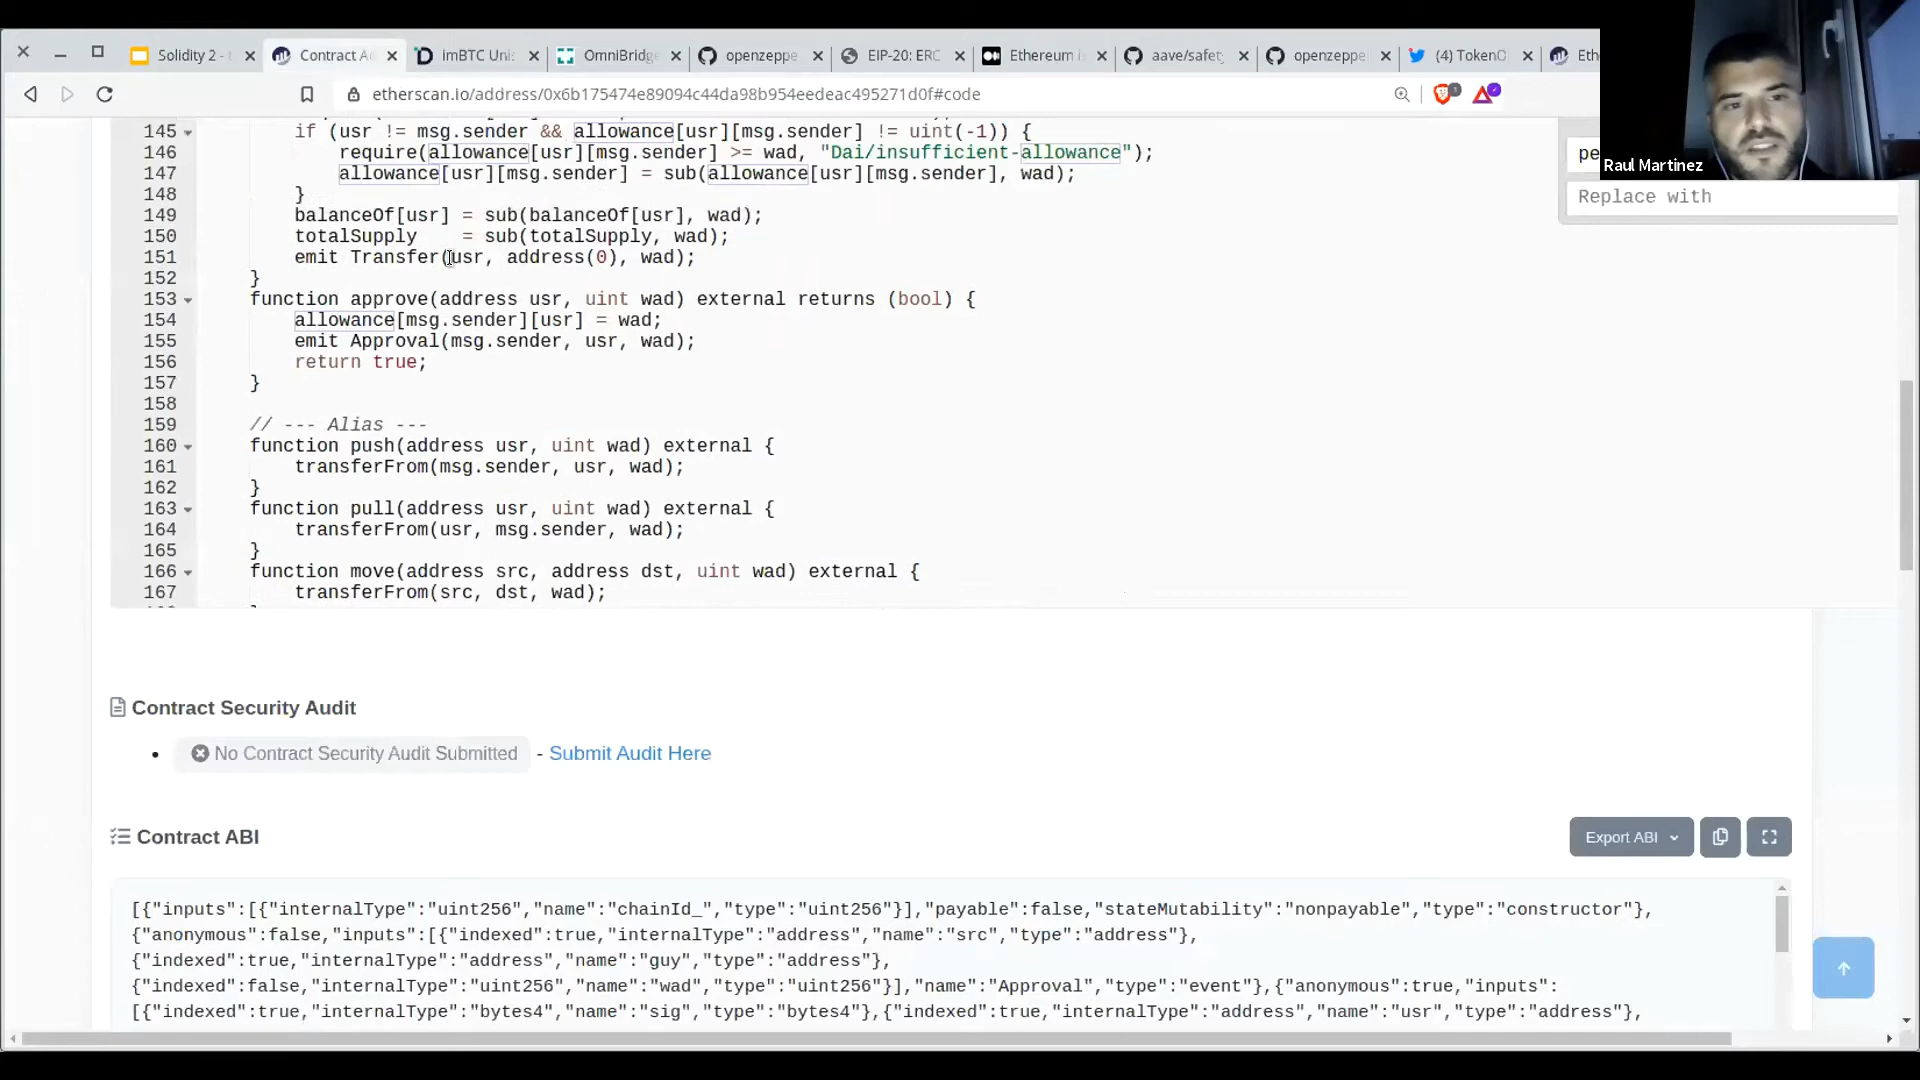 Solidity 2 -
Contract Ad
imBTC Unis
OmniBridge
openzeppe
EIP-20: ERC
Ethereum i
aave/safety
openzeppe
(4) TokenO
Eth
etherscan.io/address/0x6b175474e89094c44da98b954eedeac495271d0f#code
Raul Martinez
pe
Replace with
145 if (usr != msg.sender && allowance[usr][msg.sender] != uint(-1)) {
146 require(allowance[usr][msg.sender] >= wad, "Dai/insufficient-allowance");
147 allowance[usr][msg.sender] = sub(allowance[usr][msg.sender], wad);
148 }
149 balanceOf[usr] = sub(balanceOf[usr], wad);
150 totalSupply    = sub(totalSupply, wad);
151 emit Transfer(usr, address(0), wad);
152 }
153 function approve(address usr, uint wad) external returns (bool) {
154 allowance[msg.sender][usr] = wad;
155 emit Approval(msg.sender, usr, wad);
156 return true;
157 }
158
159 // --- Alias ---
160 function push(address usr, uint wad) external {
161 transferFrom(msg.sender, usr, wad);
162 }
163 function pull(address usr, uint wad) external {
164 transferFrom(usr, msg.sender, wad);
165 }
166 function move(address src, address dst, uint wad) external {
167 transferFrom(src, dst, wad);
Contract Security Audit
No Contract Security Audit Submitted - Submit Audit Here
Contract ABI
Export ABI
[{"inputs":[{"internalType":"uint256","name":"chainId_","type":"uint256"}],"payable":false,"stateMutability":"nonpayable","type":"constructor"},
{"anonymous":false,"inputs":[{"indexed":true,"internalType":"address","name":"src","type":"address"},
{"indexed":true,"internalType":"address","name":"guy","type":"address"},
{"indexed":false,"internalType":"uint256","name":"wad","type":"uint256"}],"name":"Approval","type":"event"},{"anonymous":true,"inputs":
[{"indexed":true,"internalType":"bytes4","name":"sig","type":"bytes4"},{"indexed":true,"internalType":"address","name":"usr","type":"address"},